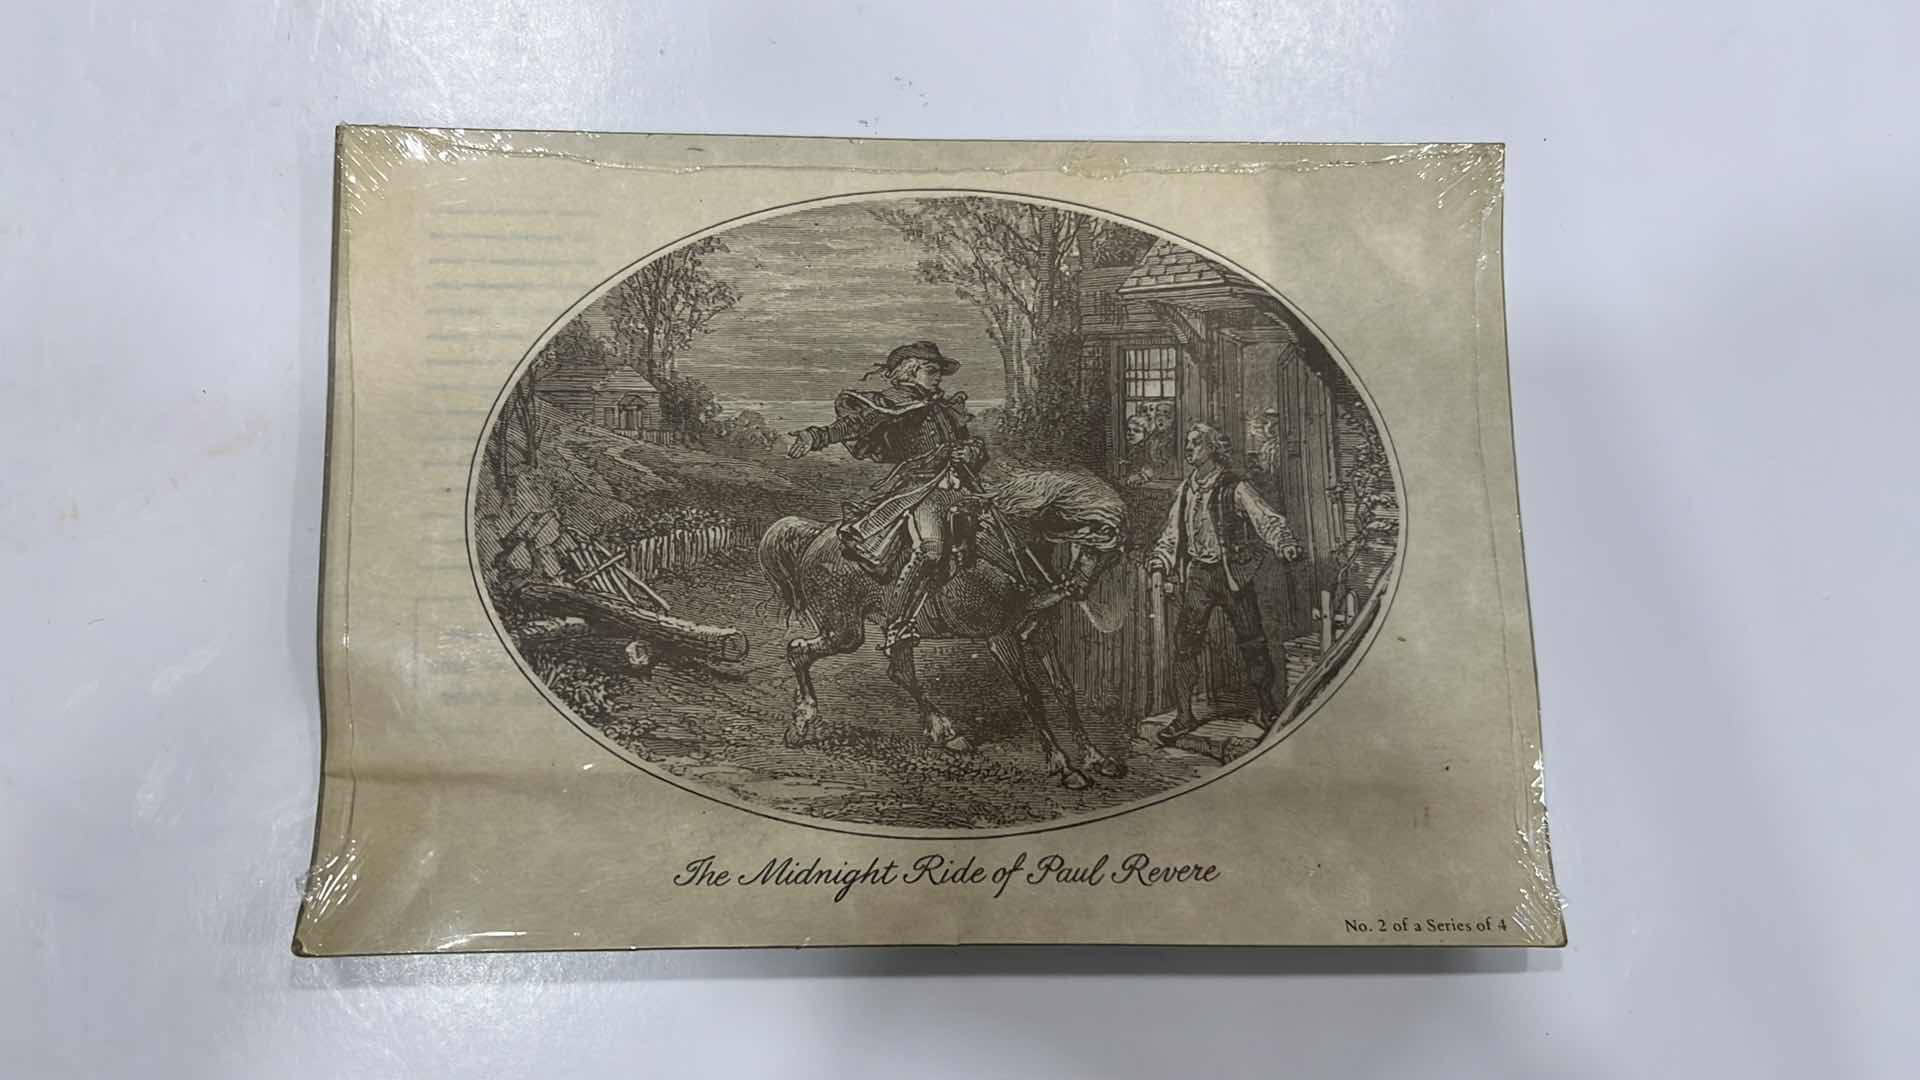 The Midnight Ride of Paul Revere
No. 2 of a Series of 4